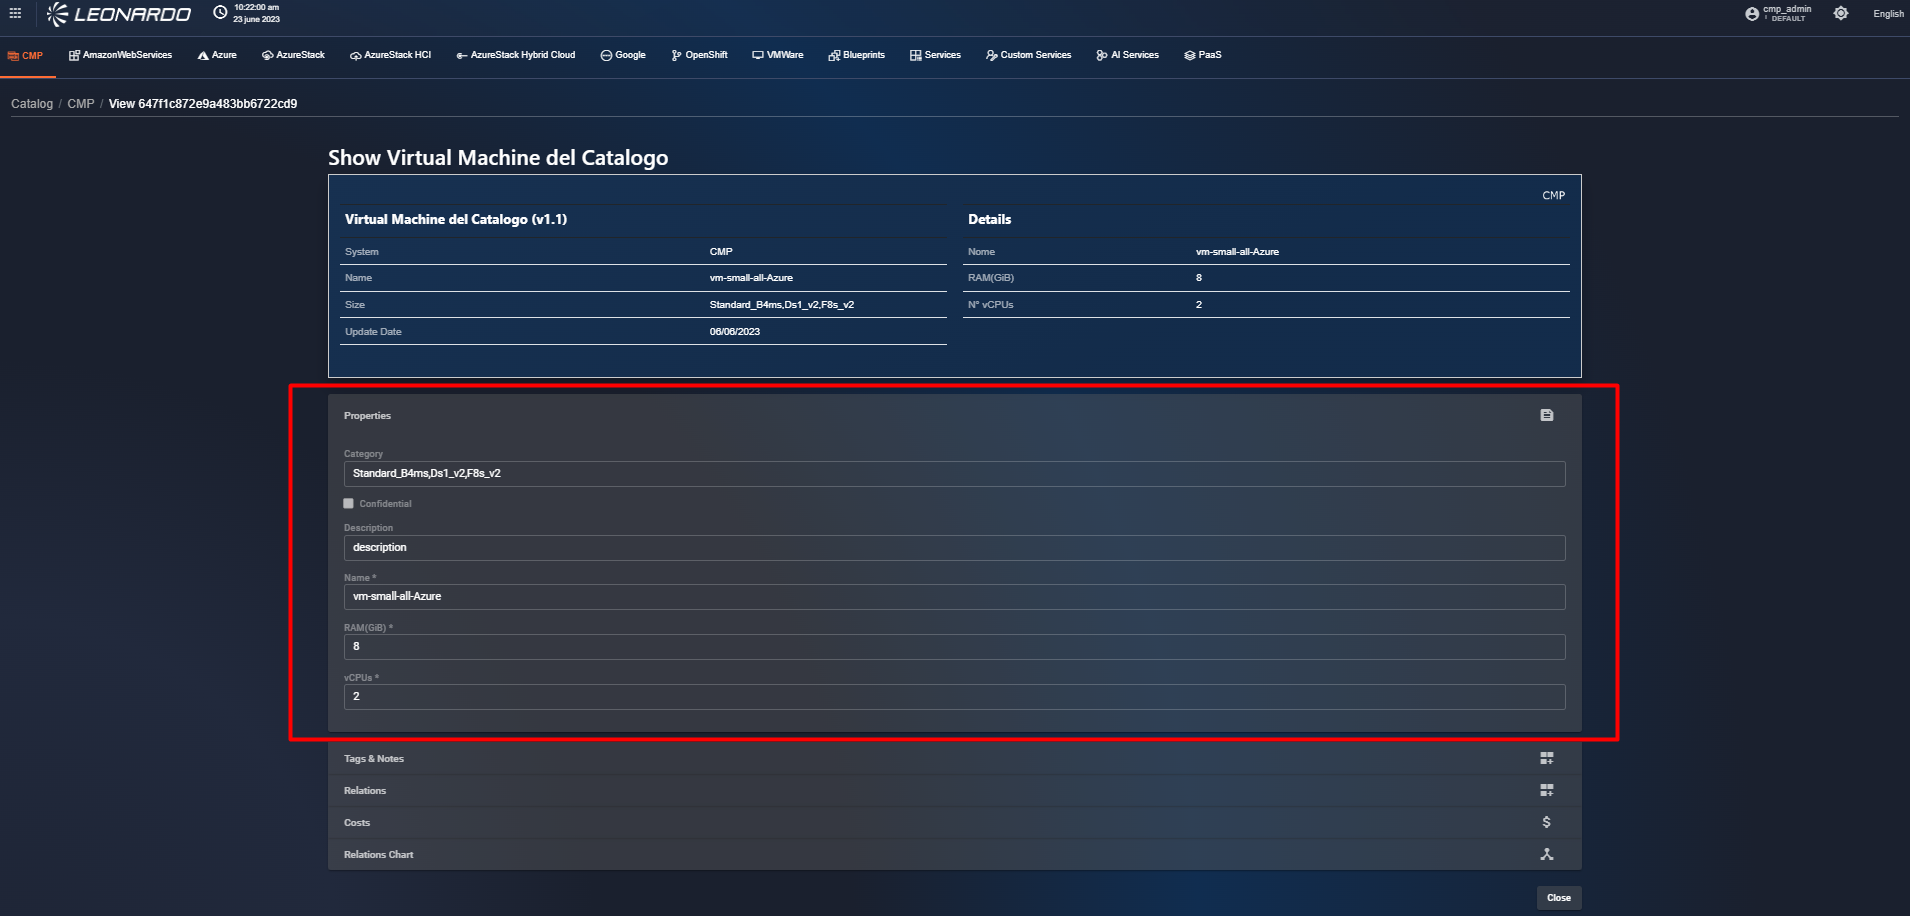 LEONARDO
10:22:00 am
23 june 2023
cmp_admin
DEFAULT
English
CMP
AmazonWebServices
Azure
AzureStack
AzureStack HCI
AzureStack Hybrid Cloud
Google
OpenShift
VMWare
Blueprints
Services
Custom Services
AI Services
PaaS
Catalog / CMP / View 647f1c872e9a483bb6722cd9
Show Virtual Machine del Catalogo
CMP
Virtual Machine del Catalogo (v1.1)
System CMP
Name vm-small-all-Azure
Size Standard_B4ms,Ds1_v2,F8s_v2
Update Date 06/06/2023
Details
Nome vm-small-all-Azure
RAM(GiB) 8
N° vCPUs 2
Properties
Category
Standard_B4ms,Ds1_v2,F8s_v2
Confidential
Description
description
Name *
vm-small-all-Azure
RAM(GiB) *
8
vCPUs *
2
Tags & Notes
Relations
Costs
$
Relations Chart
Close